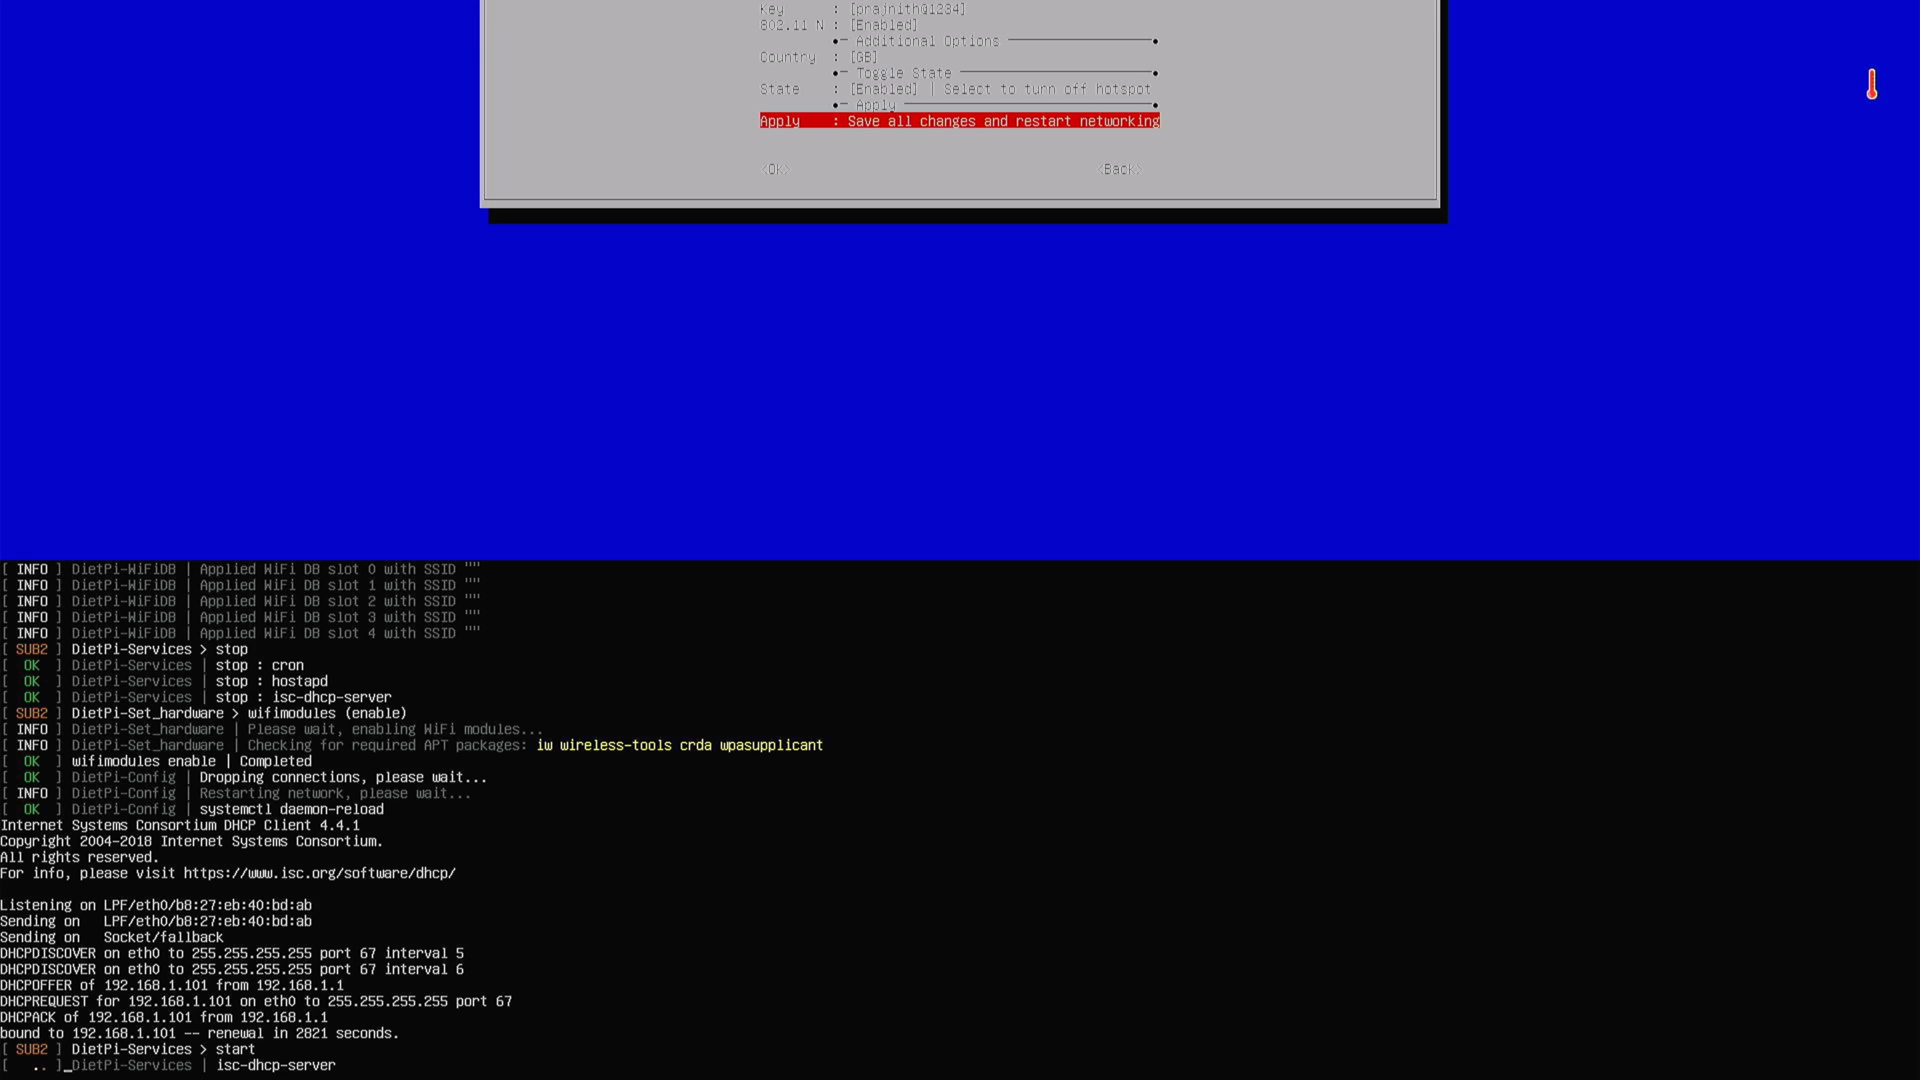 Key : [prajnith@1234]
802.11 N : [Enabled]
Additional Options
Country : [GB]
Toggle State
State : [Enabled] | Select to turn off hotspot
Apply
Apply : Save all changes and restart networking
<Ok> <Back>
[ INFO ] DietPi-WiFiDB | Applied WiFi DB slot 0 with SSID ""
[ INFO ] DietPi-WiFiDB | Applied WiFi DB slot 1 with SSID ""
[ INFO ] DietPi-WiFiDB | Applied WiFi DB slot 2 with SSID ""
[ INFO ] DietPi-WiFiDB | Applied WiFi DB slot 3 with SSID ""
[ INFO ] DietPi-WiFiDB | Applied WiFi DB slot 4 with SSID ""
[ SUB2 ] DietPi-Services > stop
[ OK ] DietPi-Services | stop : cron
[ OK ] DietPi-Services | stop : hostapd
[ OK ] DietPi-Services | stop : isc-dhcp-server
[ SUB2 ] DietPi-Set_hardware > wifimodules (enable)
[ INFO ] DietPi-Set_hardware | Please wait, enabling WiFi modules...
[ INFO ] DietPi-Set_hardware | Checking for required APT packages: iw wireless-tools crda wpasupplicant
[ OK ] wifimodules enable | Completed
[ OK ] DietPi-Config | Dropping connections, please wait...
[ INFO ] DietPi-Config | Restarting network, please wait...
[ OK ] DietPi-Config | systemctl daemon-reload
Internet Systems Consortium DHCP Client 4.4.1
Copyright 2004-2018 Internet Systems Consortium.
All rights reserved.
For info, please visit https://www.isc.org/software/dhcp/
Listening on LPF/eth0/b8:27:eb:40:bd:ab
Sending on LPF/eth0/b8:27:eb:40:bd:ab
Sending on Socket/fallback
DHCPDISCOVER on eth0 to 255.255.255.255 port 67 interval 5
DHCPDISCOVER on eth0 to 255.255.255.255 port 67 interval 6
DHCPOFFER of 192.168.1.101 from 192.168.1.1
DHCPREQUEST for 192.168.1.101 on eth0 to 255.255.255.255 port 67
DHCPACK of 192.168.1.101 from 192.168.1.1
bound to 192.168.1.101 -- renewal in 2821 seconds.
[ SUB2 ] DietPi-Services > start
[ .. ]_DietPi-Services | isc-dhcp-server